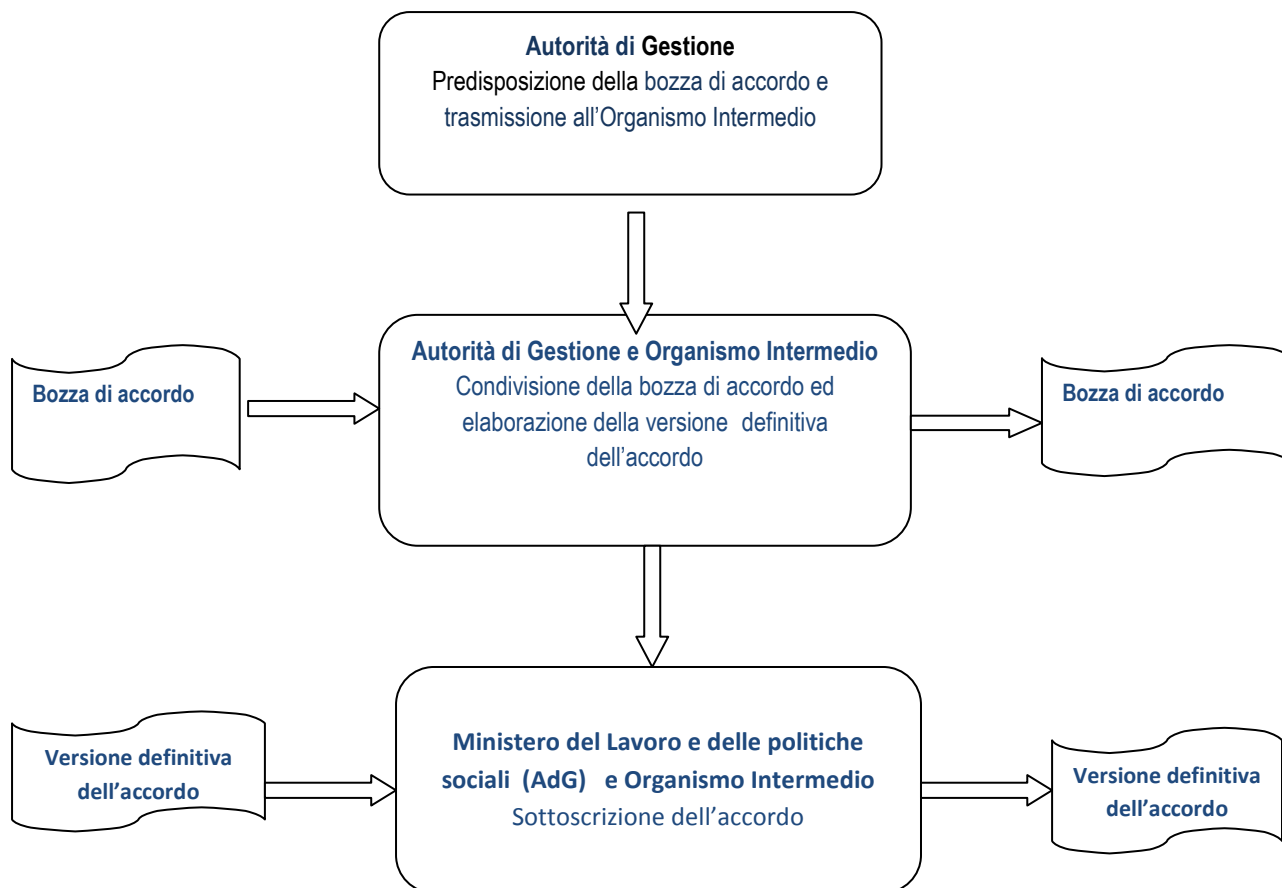 Autorità di Gestione
Predisposizione della bozza di accordo e
trasmissione all’Organismo Intermedio
Bozza di accordo
Autorità di Gestione e Organismo Intermedio
Condivisione della bozza di accordo ed
elaborazione della versione definitiva
dell’accordo
Bozza di accordo
Versione definitiva
dell’accordo
Ministero del Lavoro e delle politiche
sociali (AdG) e Organismo Intermedio
Sottoscrizione dell’accordo
Versione definitiva
dell’accordo